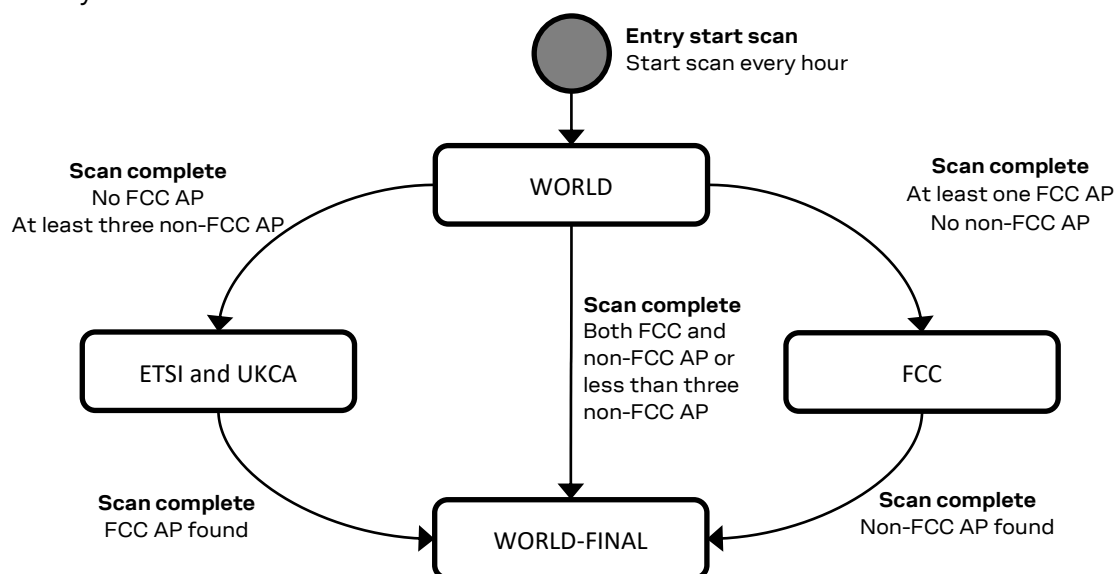 Entry start scan
Start scan every hour
WORLD
Scan complete
No FCC AP
At least three non-FCC AP
Scan complete
At least one FCC AP
No non-FCC AP
Scan complete
Both FCC and
non-FCC AP or
less than three
non-FCC AP
ETSI and UKCA
FCC
Scan complete
FCC AP found
Scan complete
Non-FCC AP found
WORLD-FINAL